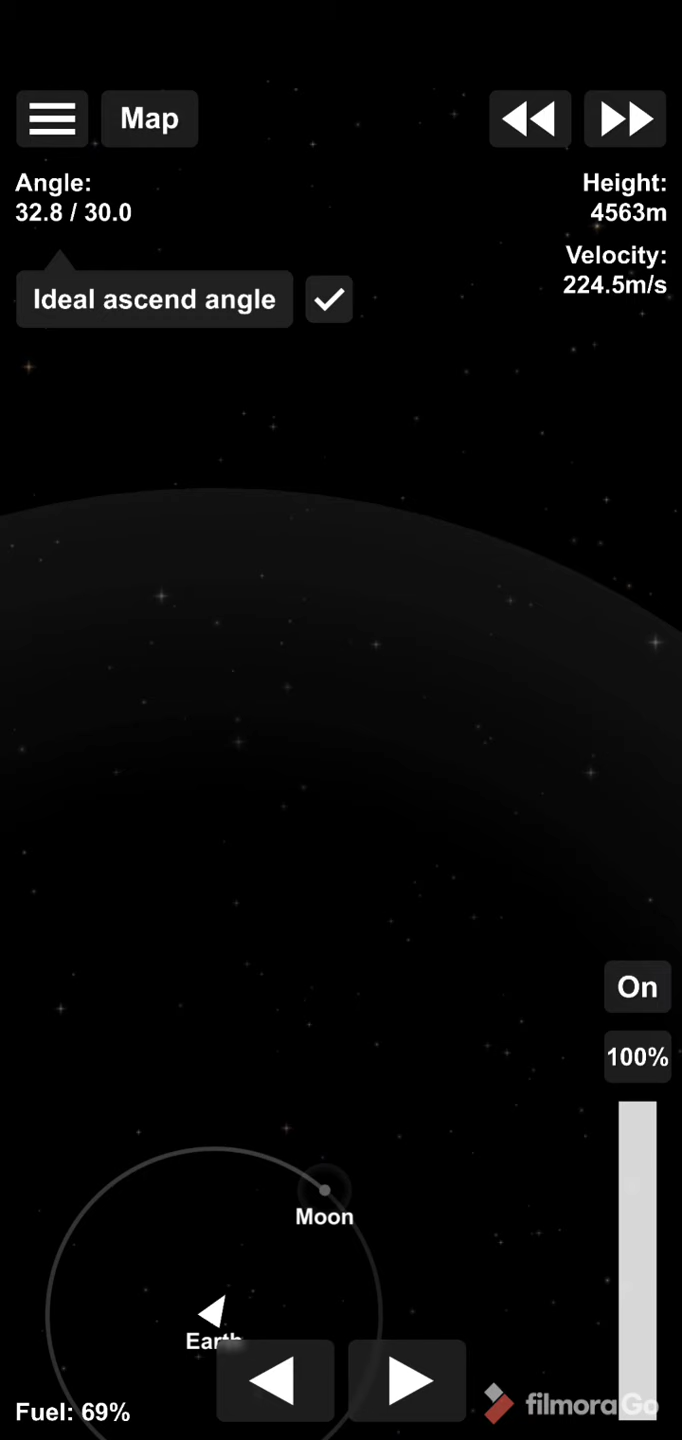 Map
Angle:
32.8 / 30.0
Height:
4563m
Velocity:
224.5m/s
Ideal ascend angle
On
100%
Moon
Earth
Fuel: 69%
filmoraGo